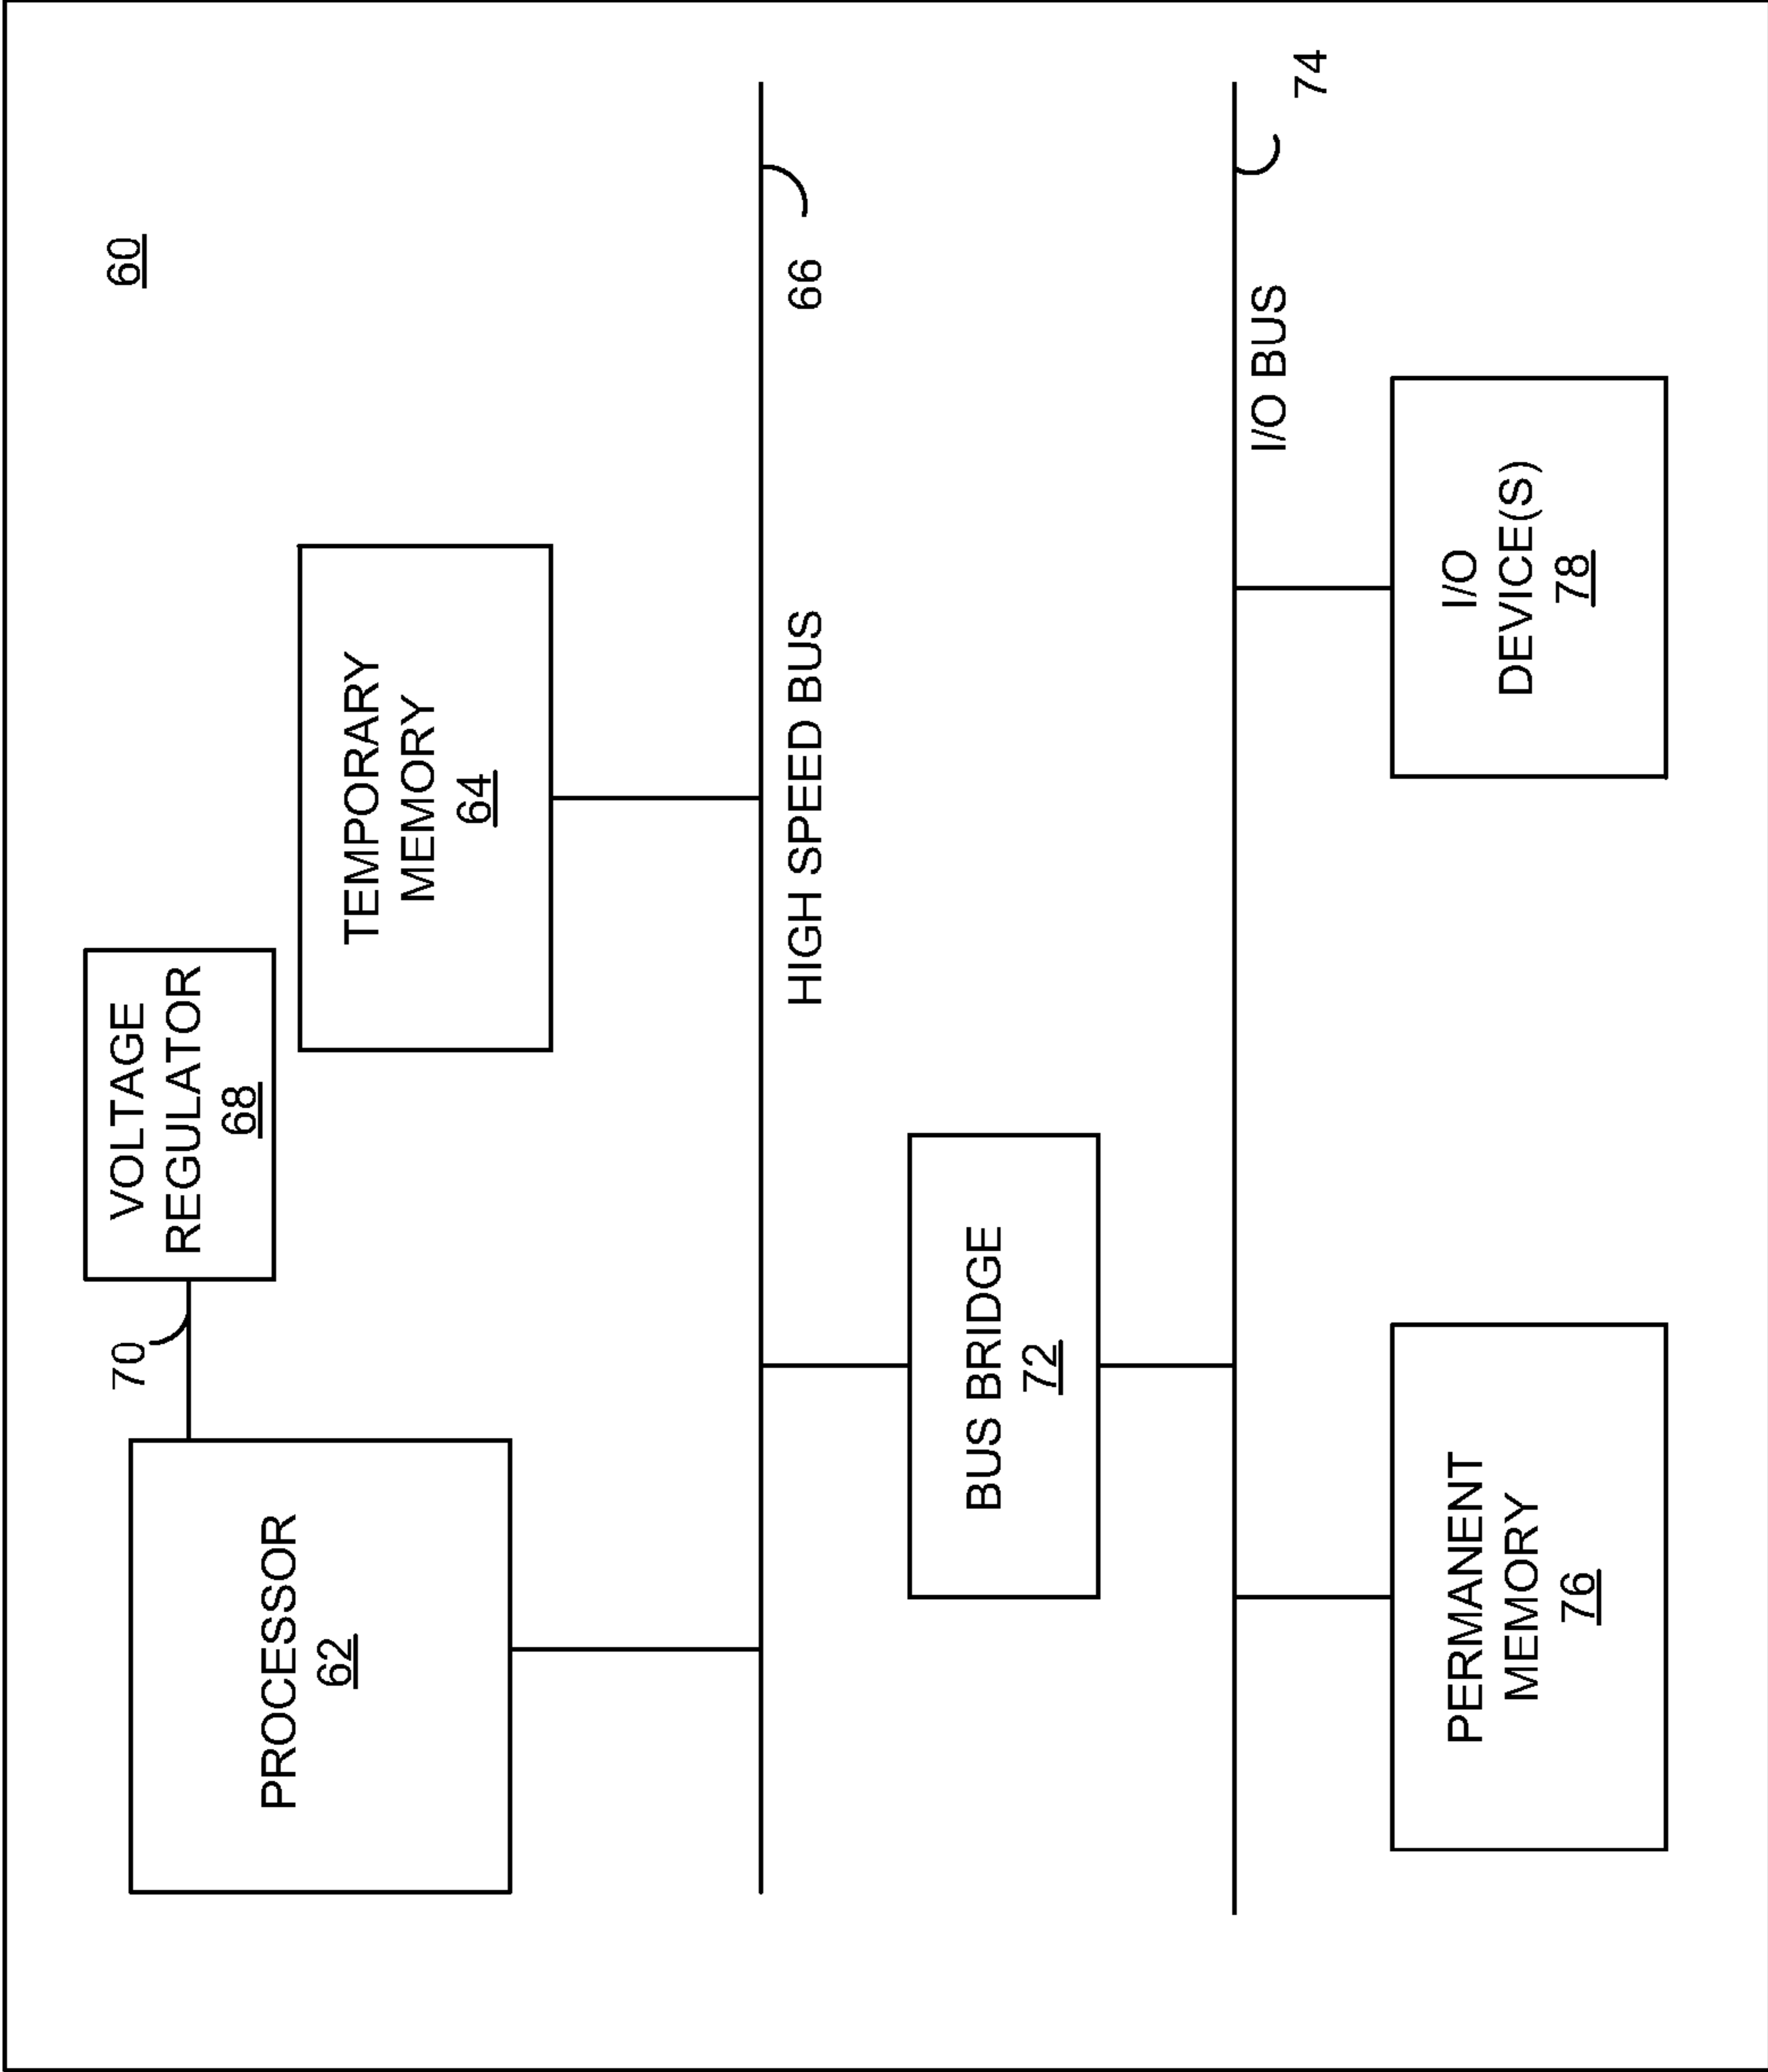 60
VOLTAGE
REGULATOR
68
70
PROCESSOR
62
TEMPORARY
MEMORY
64
HIGH SPEED BUS
66
BUS BRIDGE
72
I/O BUS
74
PERMANENT
MEMORY
76
I/O
DEVICE(S)
78